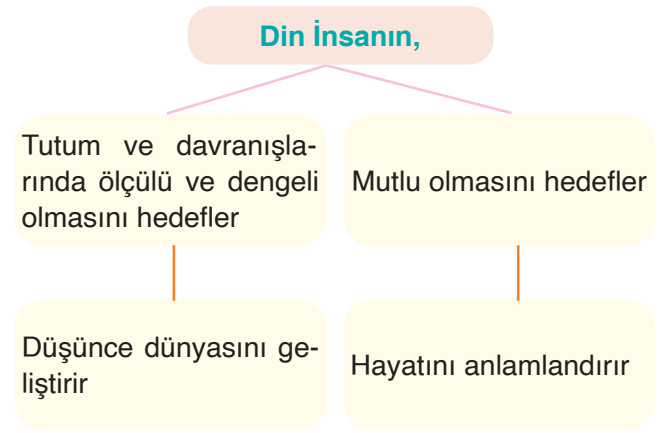 Din İnsanın,
Tutum ve davranışla-
rında ölçülü ve dengeli
olmasını hedefler
Mutlu olmasını hedefler
Düşünce dünyasını ge-
liştirir
Hayatını anlamlandırır